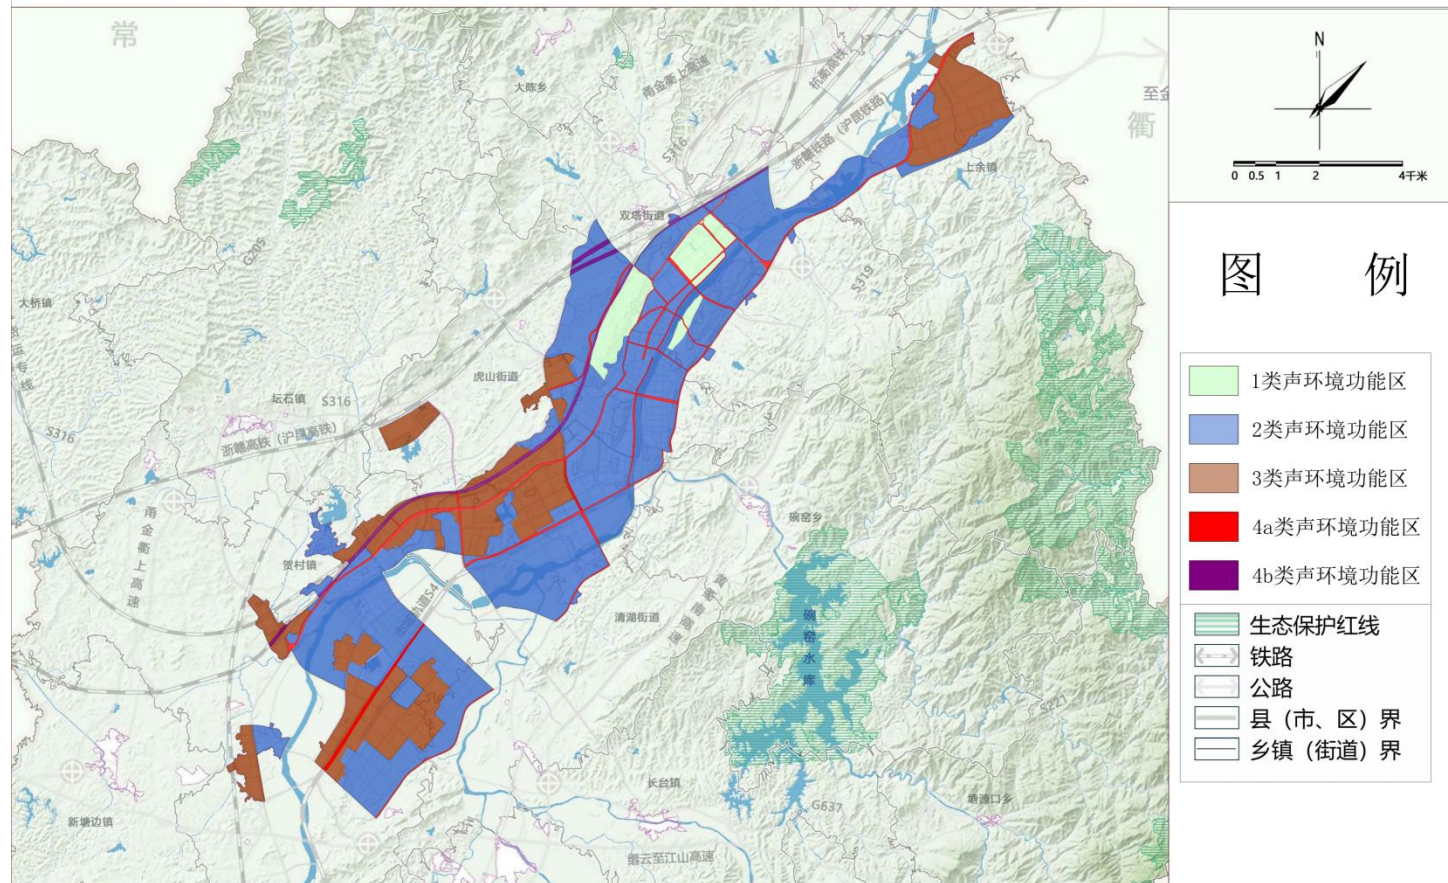 常
大陈乡
甬金衢上高速
杭衢高铁
浙赣铁路（沪昆铁路）
至金
衢
S316
上余镇
双塔街道
G205
S319
大桥镇
虎山街道
坛石镇
S316
S316
浙赣高铁（沪昆高铁）
甬金衢上高速
碗窑乡
贺村镇
市域轨道S4
清湖街道
碗窑水库
S221
长台镇
新塘边镇
G637
塘源口乡
缙云至江山高速
N
0 0.5 1 2 4千米
图 例
1类声环境功能区
2类声环境功能区
3类声环境功能区
4a类声环境功能区
4b类声环境功能区
生态保护红线
铁路
公路
县（市、区）界
乡镇（街道）界